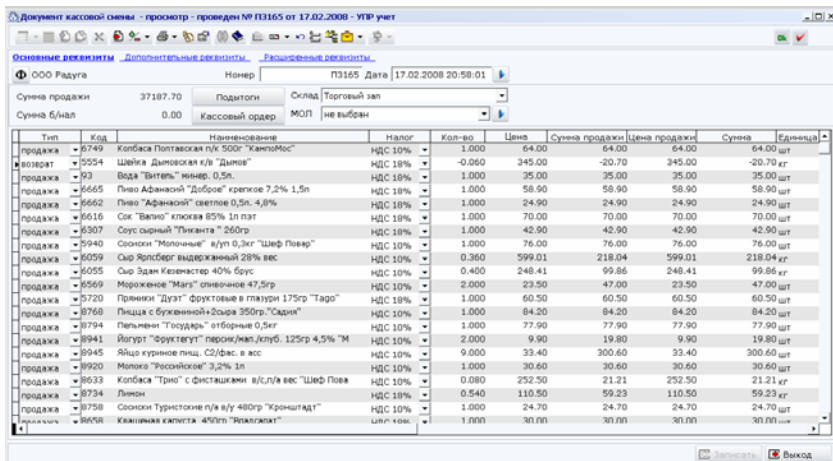 Документ кассовой смены - просмотр - проведен № П3165 от 17.02.2008 - УПР учет
Основные реквизиты Дополнительные реквизиты Расширенные реквизиты
Ф ООО Радуга Номер П3165 Дата 17.02.2008 20:58:01
Сумма продажи 37187.70 Подытоги Склад Торговый зал
Сумма б/нал 0.00 Кассовый ордер МОЛ не выбран
Тип Код Наименование Налог Кол-во Цена Сумма продажи Цена продажи Сумма Единица
продажа 6749 Колбаса Полтавская п/к 500г "КампоМос" НДС 10% 1.000 64.00 64.00 64.00 64.00 шт
возврат 5554 Шейка Дымовская к/в "Дымов" НДС 18% -0.060 345.00 -20.70 345.00 -20.70 кг
продажа 93 Вода "Витель" минер. 0,5л. НДС 18% 1.000 35.00 35.00 35.00 35.00 шт
продажа 6665 Пиво Афанасий "Доброе" крепкое 7,2% 1,5л НДС 18% 1.000 58.90 58.90 58.90 58.90 шт
продажа 6662 Пиво "Афанасий" светлое 0,5л. 4,8% НДС 18% 1.000 24.90 24.90 24.90 24.90 шт
продажа 6616 Сок "Валио" клюква 85% 1л пэт НДС 18% 1.000 70.00 70.00 70.00 70.00 шт
продажа 6307 Соус сырный "Пиканта " 260гр НДС 18% 1.000 42.90 42.90 42.90 42.90 шт
продажа 5940 Сосиски "Молочные" в/уп 0,3кг "Шеф Повар" НДС 10% 1.000 76.00 76.00 76.00 76.00 шт
продажа 6059 Сыр Ярлсберг выдержанный 28% вес НДС 10% 0.360 599.01 218.04 599.01 218.04 кг
продажа 6055 Сыр Эдам Кеземастер 40% брус НДС 10% 0.400 248.41 99.86 248.41 99.86 кг
продажа 6569 Мороженое "Mars" сливочное 47,5гр НДС 10% 2.000 23.50 47.00 23.50 47.00 шт
продажа 5720 Пряники "Дуэт" фруктовые в глазури 175гр "Tago" НДС 18% 1.000 60.50 60.50 60.50 60.50 шт
продажа 8768 Пицца с бужениной+2сыра 350гр."Садия" НДС 10% 1.000 84.20 84.20 84.20 84.20 шт
продажа 8794 Пельмени "Государь" отборные 0,5кг НДС 10% 1.000 77.90 77.90 77.90 77.90 шт
продажа 8941 Йогурт "Фруктегут" персик/мал./клуб. 125гр 4,5% "М НДС 10% 2.000 9.90 19.80 9.90 19.80 шт
продажа 8945 Яйцо куриное пищ. С2/фас. в асс НДС 10% 9.000 33.40 300.60 33.40 300.60 шт
продажа 8920 Молоко "Российское" 3,2% 1л НДС 10% 1.000 30.60 30.60 30.60 30.60 шт
продажа 8633 Колбаса "Трио" с фисташками в/с,п/а вес "Шеф Пова НДС 10% 0.080 252.50 21.21 252.50 21.21 кг
продажа 8734 Лимон НДС 18% 0.540 110.50 59.23 110.50 59.23 кг
продажа 8758 Сосиски Туристские п/а в/у 480гр "Кронштадт" НДС 10% 1.000 24.70 24.70 24.70 24.70 шт
продажа 8658 Квашеная капуста 450гр НДС 10% 1.000 30.00 30.00 30.00 30.00 шт
Записать Выход